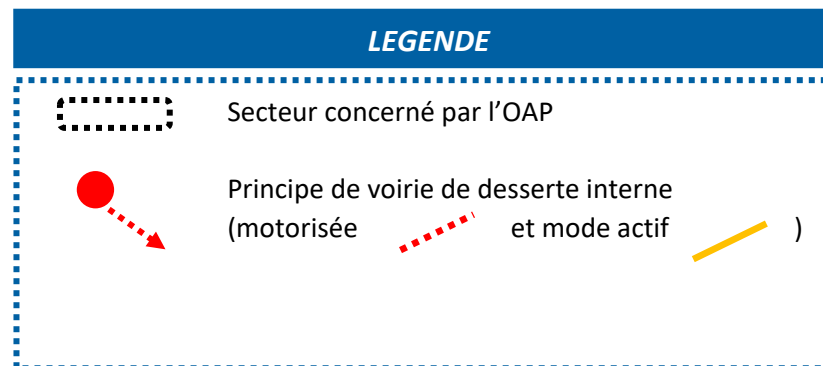 LEGENDE
Secteur concerné par l’OAP
Principe de voirie de desserte interne
(motorisée et mode actif )